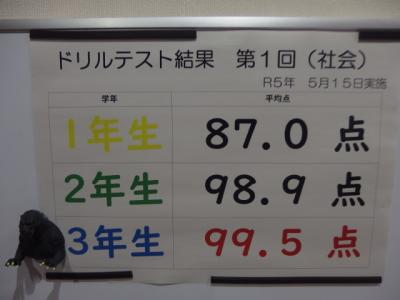 ドリルテスト結果　第１回（社会）
R５年　５月１５日実施
学年　平均点
１年生　87.0 点
２年生　98.9 点
３年生　99.5 点